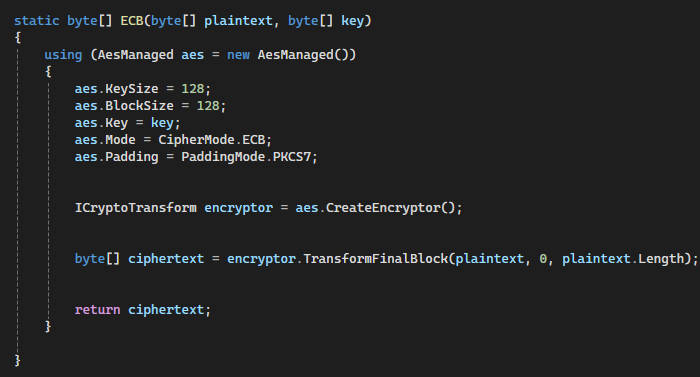 static byte[] ECB(byte[] plaintext, byte[] key)
{
using (AesManaged aes = new AesManaged())
{
aes.KeySize = 128;
aes.BlockSize = 128;
aes.Key = key;
aes.Mode = CipherMode.ECB;
aes.Padding = PaddingMode.PKCS7;
ICryptoTransform encryptor = aes.CreateEncryptor();
byte[] ciphertext = encryptor.TransformFinalBlock(plaintext, 0, plaintext.Length);
return ciphertext;
}
}